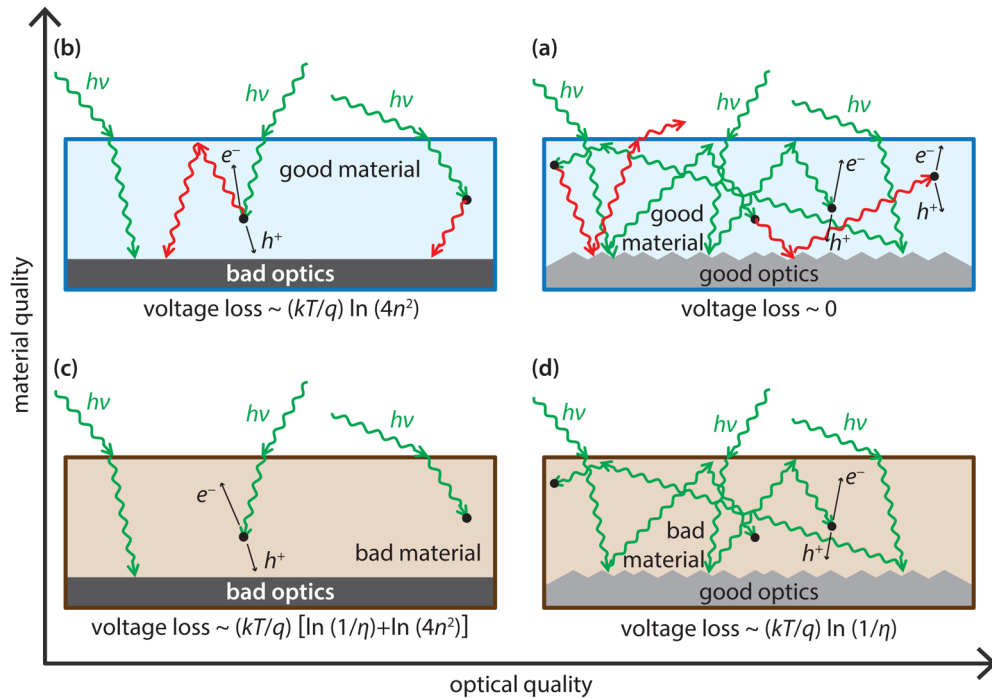 material quality
(b)
hν
hν
hν
e⁻
good material
h⁺
bad optics
voltage loss ~ (kT/q) ln (4n²)
(a)
hν
hν
hν
e⁻
e⁻
good
material
h⁺
h⁺
good optics
voltage loss ~ 0
(c)
hν
hν
hν
e⁻
h⁺
bad material
bad optics
voltage loss ~ (kT/q) [ln (1/η)+ln (4n²)]
(d)
hν
hν
hν
e⁻
bad
material
h⁺
good optics
voltage loss ~ (kT/q) ln (1/η)
optical quality